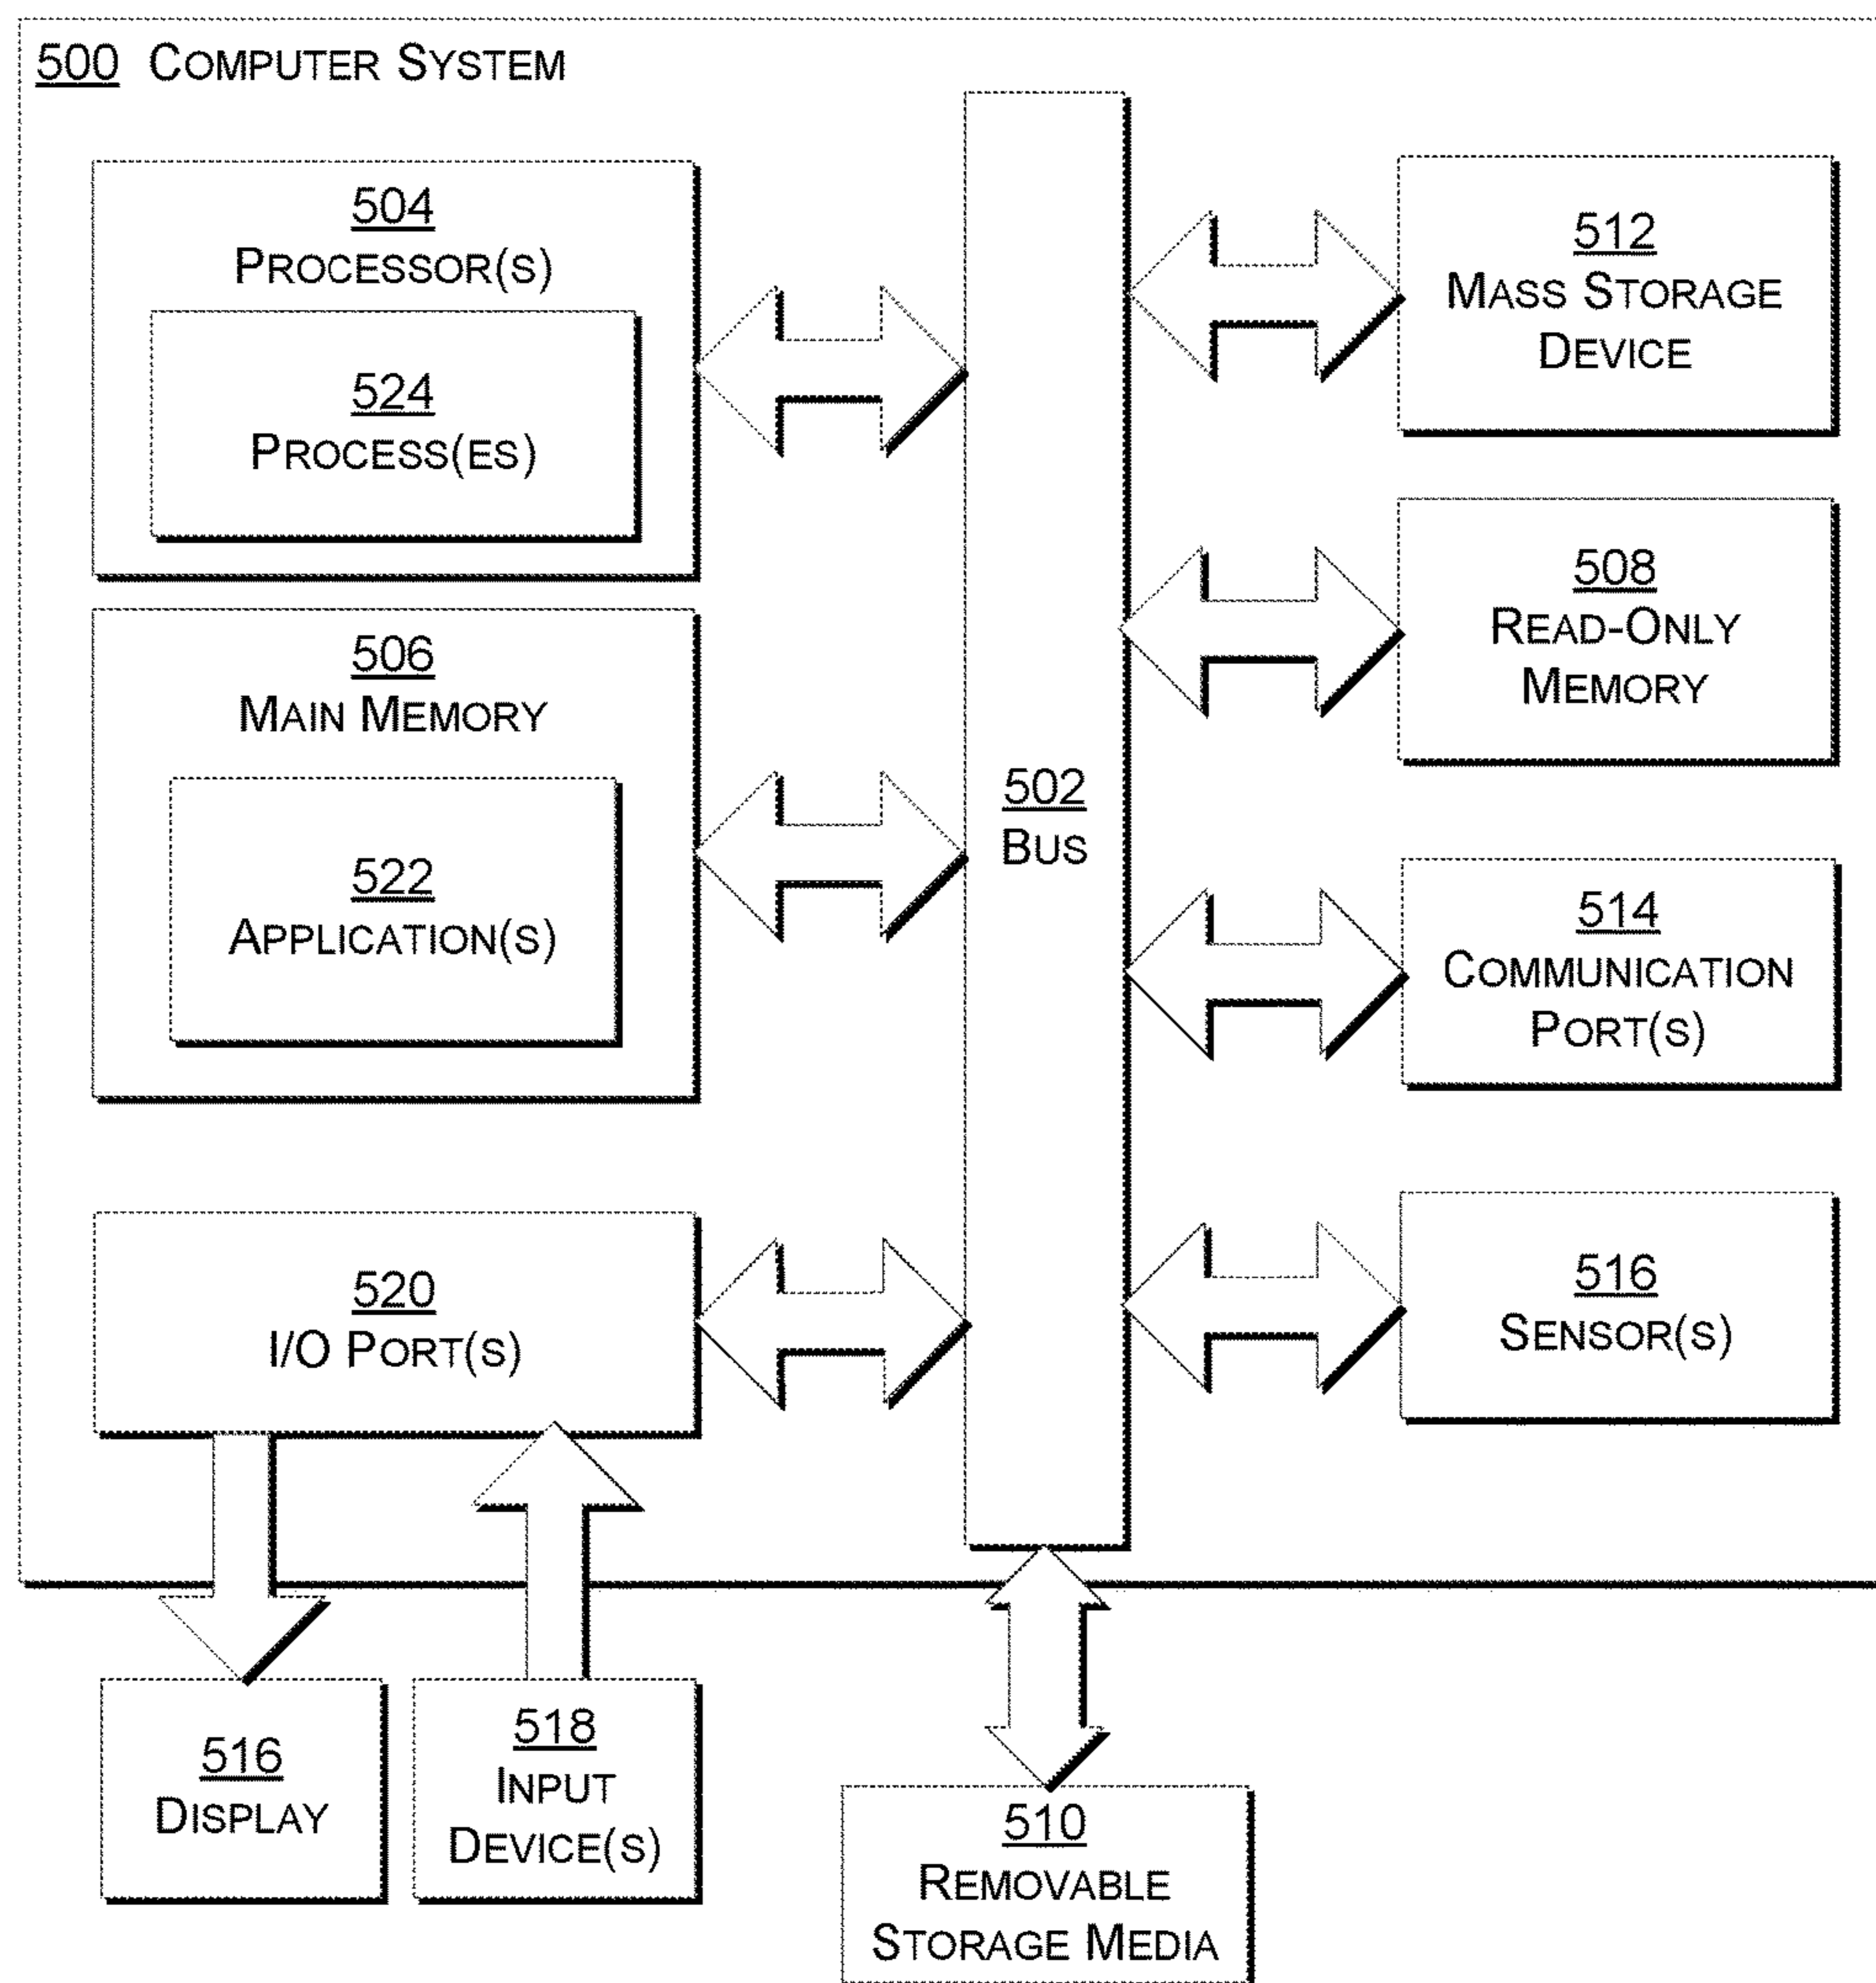 500 COMPUTER SYSTEM
504
PROCESSOR(S)
524
PROCESS(ES)
506
MAIN MEMORY
522
APPLICATION(S)
520
I/O PORT(S)
502
BUS
512
MASS STORAGE
DEVICE
508
READ-ONLY
MEMORY
514
COMMUNICATION
PORT(S)
516
SENSOR(S)
516
DISPLAY
518
INPUT
DEVICE(S)
510
REMOVABLE
STORAGE MEDIA